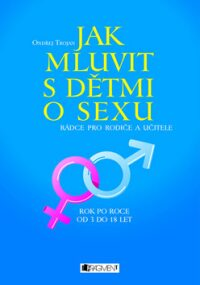 Ondřej Trojan
JAK
MLUVIT
S DĚTMI
O SEXU
RÁDCE PRO RODIČE A UČITELE
ROK PO ROCE
OD 3 DO 18 LET
FRAGMENT